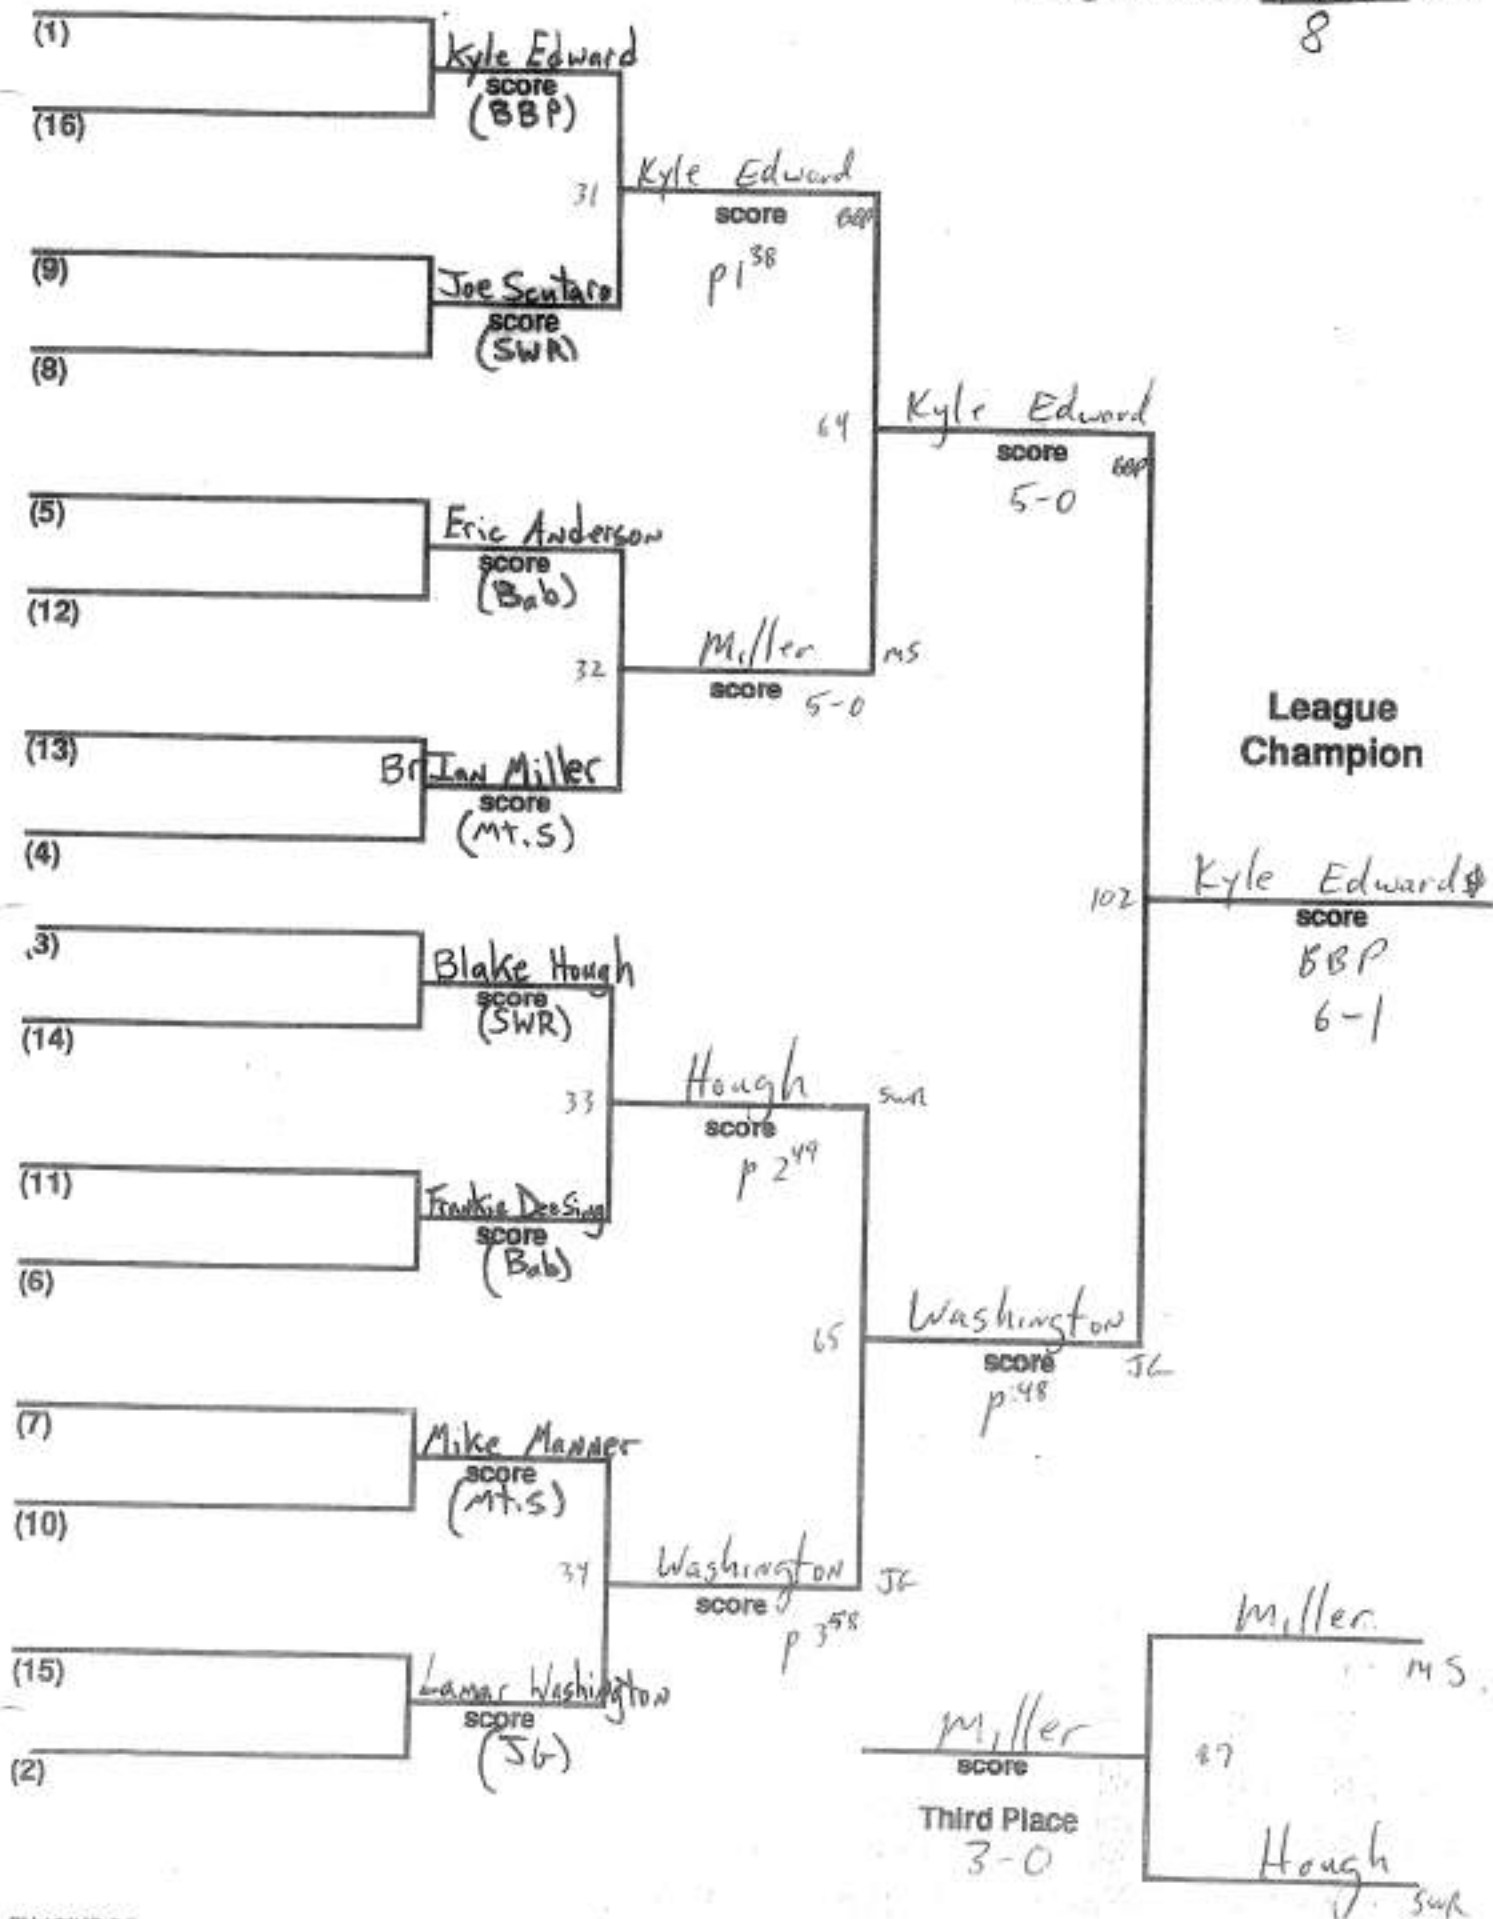 8
(1)
Kyle Edward
score
(BBP)
(16)
31
Kyle Edward
score BBP
p 1 38
(9)
Joe Scutaro
score
(SWR)
(8)
64
Kyle Edward
score BBP
5-0
(5)
Eric Anderson
score
(Bab)
(12)
32
Miller MS
score 5-0
(13)
BrIan Miller
score
(Mt.S)
(4)
League
Champion
102
Kyle Edward
score
BBP
6-1
3)
Blake Hough
score
(SWR)
(14)
33
Hough SWR
score
p 2 49
(11)
Frankie DeeSing
score
(Bab)
(6)
65
Washington
score JG
p :48
(7)
Mike Manner
score
(Mt.S)
(10)
34
Washington JG
score
p 3 58
(15)
Lamar Washington
score
(JG)
(2)
Miller
MS
Miller
score
87
Third Place
3-0
Hough
SWR